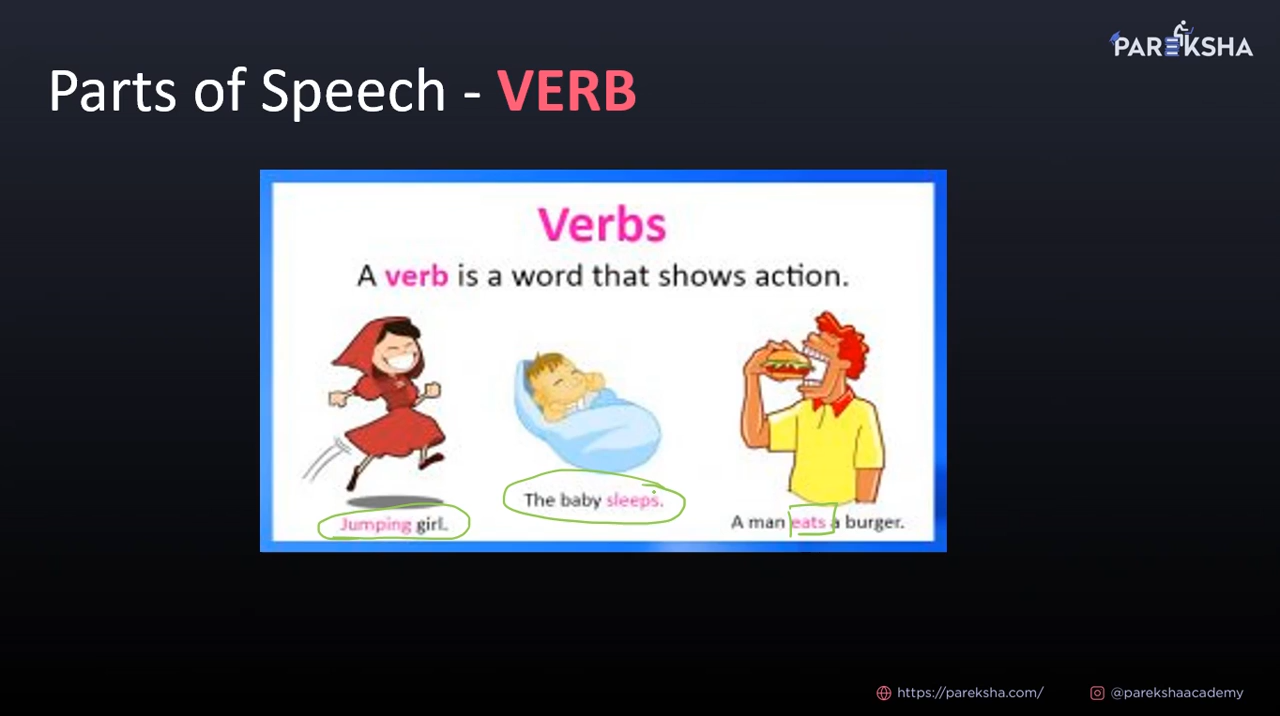 PAREKSHA
Parts of Speech - VERB
Verbs
A verb is a word that shows action.
Jumping girl.
The baby sleeps.
A man eats a burger.
https://pareksha.com/
@parekshaacademy